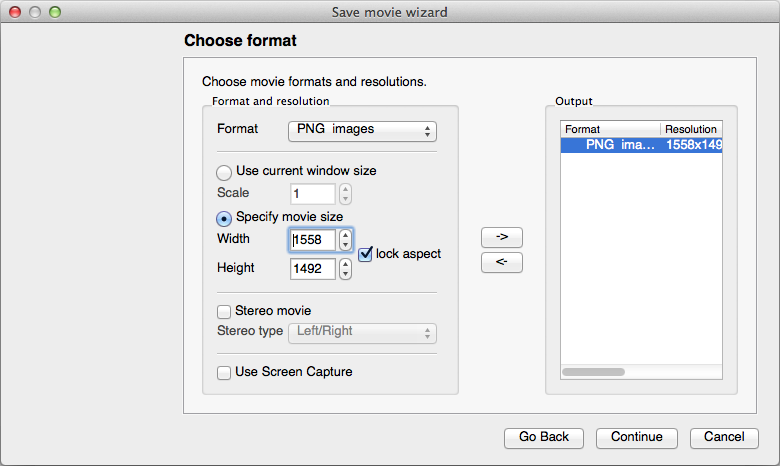 Save movie wizard
Choose format
Choose movie formats and resolutions.
Format and resolution
Format PNG images
Use current window size
Scale 1
Specify movie size
Width 1558
lock aspect
Height 1492
Stereo movie
Stereo type Left/Right
Use Screen Capture
->
<-
Output
Format Resolution
PNG ima... 1558x149
Go Back Continue Cancel